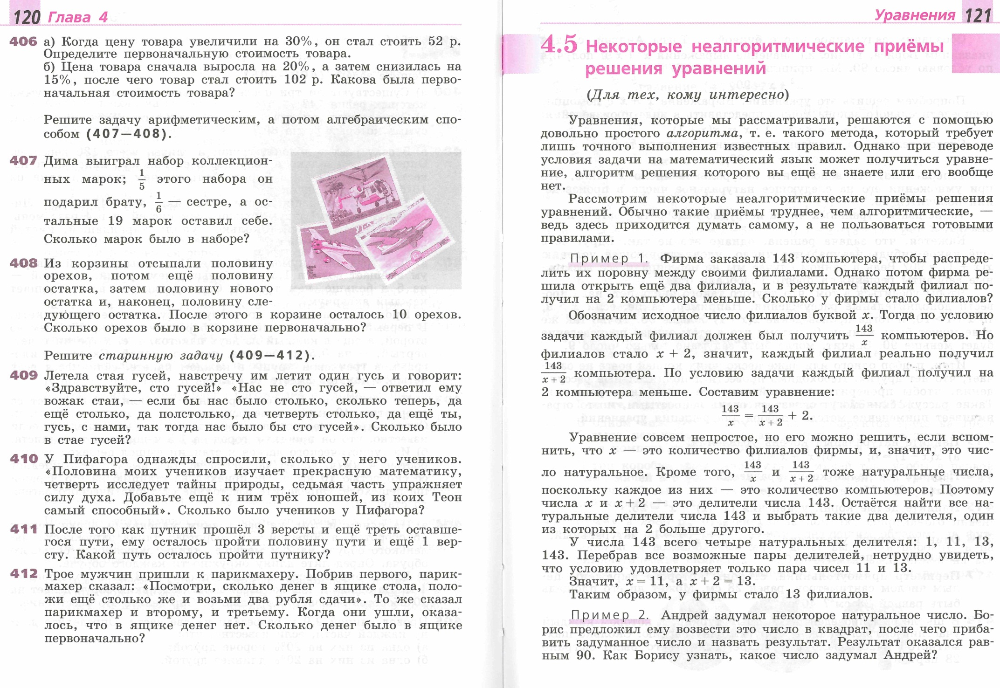 120 Глава 4
406 а) Когда цену товара увеличили на 30%, он стал стоить 52 р.
Определите первоначальную стоимость товара.
б) Цена товара сначала выросла на 20%, а затем снизилась на
15%, после чего товар стал стоить 102 р. Какова была перво-
начальная стоимость товара?
Решите задачу арифметическим, а потом алгебраическим спо-
собом (407—408).
407 Дима выиграл набор коллекцион-
ных марок; 1/5 этого набора он
подарил брату, 1/6 — сестре, а ос-
тальные 19 марок оставил себе.
Сколько марок было в наборе?
408 Из корзины отсыпали половину
орехов, потом ещё половину
остатка, затем половину нового
остатка и, наконец, половину сле-
дующего остатка. После этого в корзине осталось 10 орехов.
Сколько орехов было в корзине первоначально?
Решите старинную задачу (409—412).
409 Летела стая гусей, навстречу им летит один гусь и говорит:
«Здравствуйте, сто гусей!» «Нас не сто гусей, — ответил ему
вожак стаи, — если бы нас было столько, сколько теперь, да
ещё столько, да полстолько, да четверть столько, да ещё ты,
гусь, с нами, так тогда нас было бы сто гусей». Сколько было
в стае гусей?
410 У Пифагора однажды спросили, сколько у него учеников.
«Половина моих учеников изучает прекрасную математику,
четверть исследует тайны природы, седьмая часть упражняет
силу духа. Добавьте ещё к ним трёх юношей, из коих Теон
самый способный». Сколько было учеников у Пифагора?
411 После того как путник прошёл 3 версты и ещё треть оставше-
гося пути, ему осталось пройти половину пути и ещё 1 вер-
сту. Какой путь осталось пройти путнику?
412 Трое мужчин пришли к парикмахеру. Побрив первого, парик-
махер сказал: «Посмотри, сколько денег в ящике стола, поло-
жи ещё столько же и возьми два рубля сдачи». То же сказал
парикмахер и второму, и третьему. Когда они ушли, оказа-
лось, что в ящике денег нет. Сколько денег было в ящике
первоначально?
Уравнения 121
4.5 Некоторые неалгоритмические приёмы
решения уравнений
(Для тех, кому интересно)
Уравнения, которые мы рассматривали, решаются с помощью
довольно простого алгоритма, т. е. такого метода, который требует
лишь точного выполнения известных правил. Однако при переводе
условия задачи на математический язык может получиться уравне-
ние, алгоритм решения которого вы ещё не знаете или его вообще
нет.
Рассмотрим некоторые неалгоритмические приёмы решения
уравнений. Обычно такие приёмы труднее, чем алгоритмические, —
ведь здесь приходится думать самому, а не пользоваться готовыми
правилами.
Пример 1. Фирма заказала 143 компьютера, чтобы распреде-
лить их поровну между своими филиалами. Однако потом фирма ре-
шила открыть ещё два филиала, и в результате каждый филиал по-
лучил на 2 компьютера меньше. Сколько у фирмы стало филиалов?
Обозначим исходное число филиалов буквой x. Тогда по условию
задачи каждый филиал должен был получить 143/x компьютеров. Но
филиалов стало x + 2, значит, каждый филиал реально получил
143/(x + 2) компьютера. По условию задачи каждый филиал получил на
2 компьютера меньше. Составим уравнение:
143/x = 143/(x + 2) + 2.
Уравнение совсем непростое, но его можно решить, если вспом-
нить, что x — это количество филиалов фирмы, и, значит, это чис-
ло натуральное. Кроме того, 143/x и 143/(x + 2) тоже натуральные числа,
поскольку каждое из них — это количество компьютеров. Поэтому
числа x и x + 2 — это делители числа 143. Остаётся найти все на-
туральные делители числа 143 и выбрать такие два делителя, один
из которых на 2 больше другого.
У числа 143 всего четыре натуральных делителя: 1, 11, 13,
143. Перебрав все возможные пары делителей, нетрудно увидеть,
что условию удовлетворяет только пара чисел 11 и 13.
Значит, x = 11, а x + 2 = 13.
Таким образом, у фирмы стало 13 филиалов.
Пример 2. Андрей задумал некоторое натуральное число. Бо-
рис предложил ему возвести это число в квадрат, после чего приба-
вить задуманное число и назвать результат. Результат оказался рав-
ным 90. Как Борису узнать, какое число задумал Андрей?